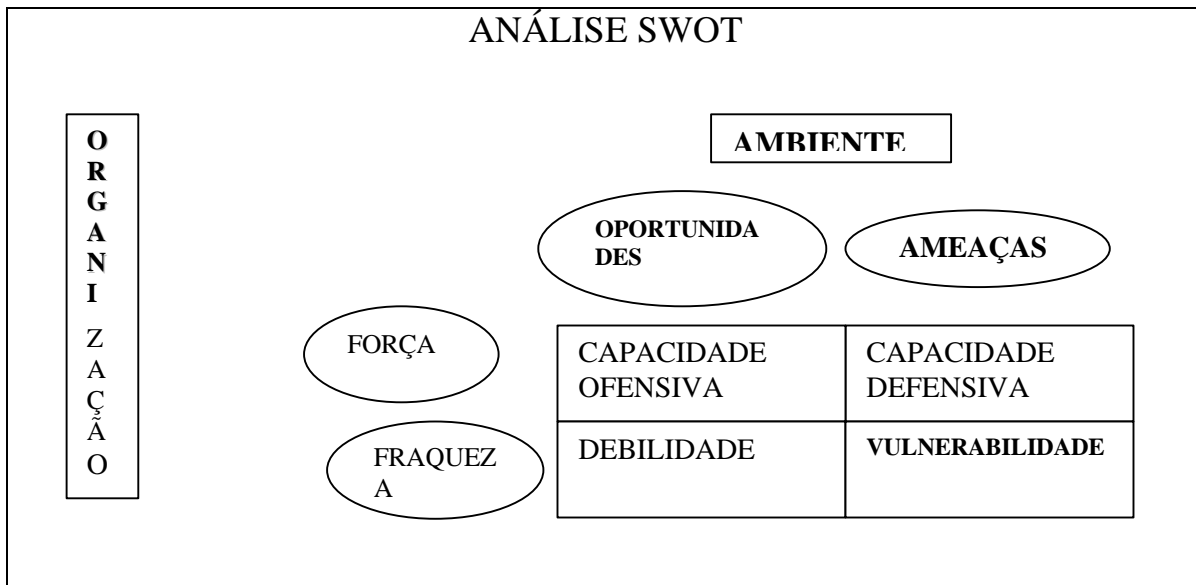 ANÁLISE SWOT
O
R
G
A
N
I
Z
A
Ç
Ã
O
AMBIENTE
OPORTUNIDA
DES
AMEAÇAS
FORÇA
CAPACIDADE
OFENSIVA
CAPACIDADE
DEFENSIVA
FRAQUEZ
A
DEBILIDADE
VULNERABILIDADE